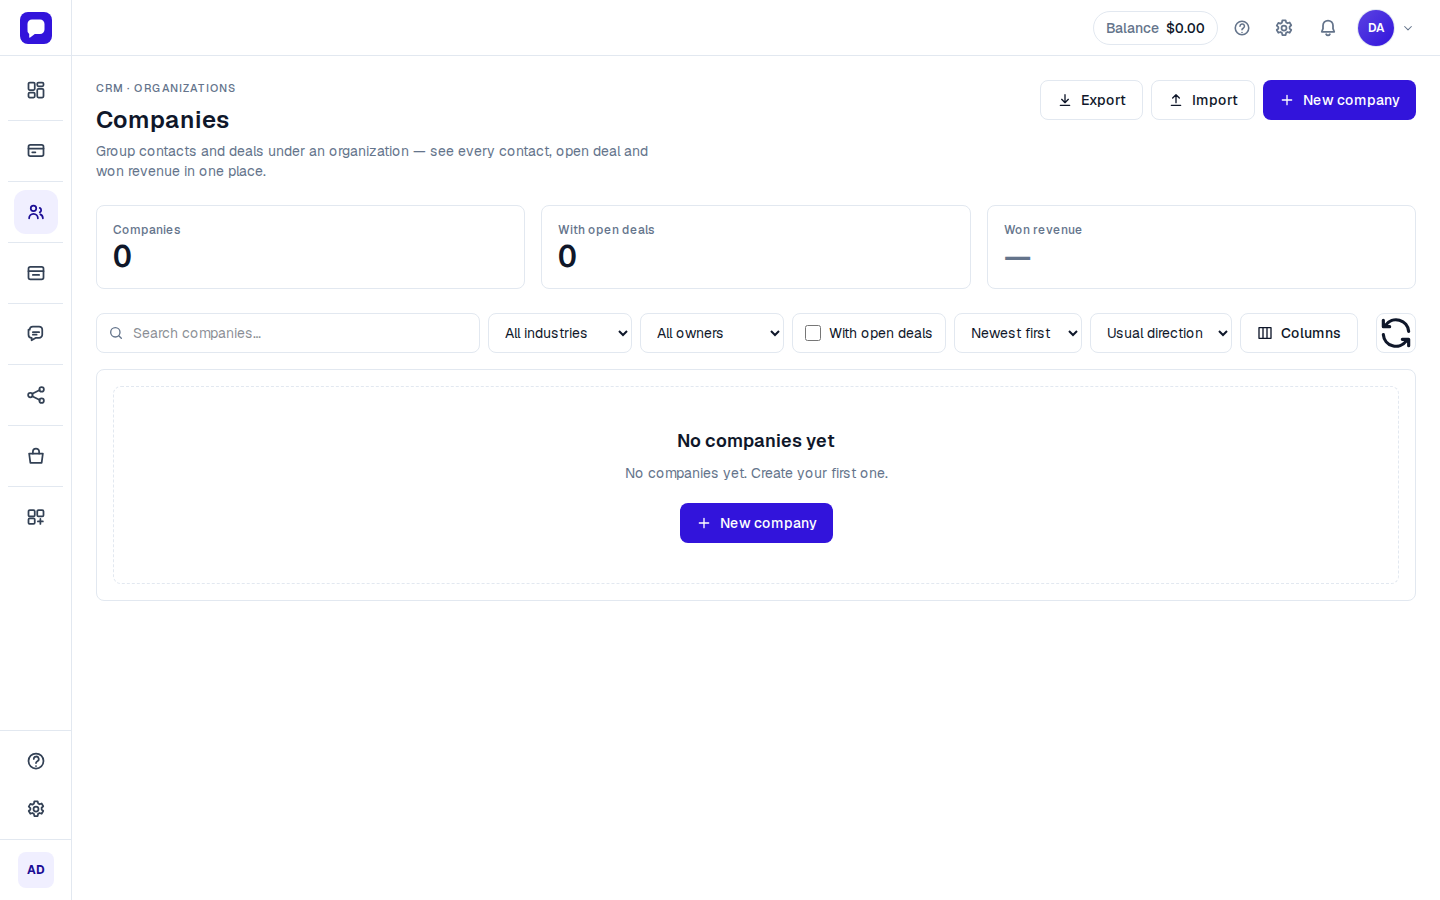 Balance $0.00
DA
CRM · ORGANIZATIONS
Companies
Group contacts and deals under an organization — see every contact, open deal and
won revenue in one place.
Export
Import
New company
Companies
0
With open deals
0
Won revenue
—
Search companies…
All industries
All owners
With open deals
Newest first
Usual direction
Columns
No companies yet
No companies yet. Create your first one.
New company
AD